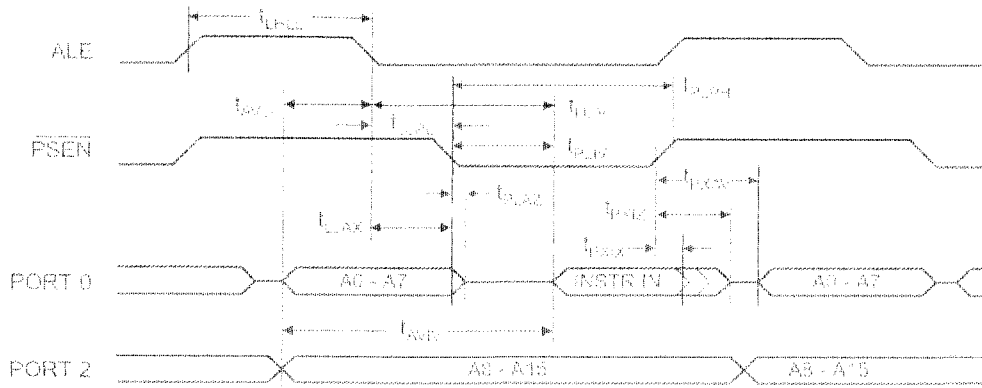 ALE
tLHLL
tAVLL
tLLIV
tPLPH
tLLPL
PSEN
tPLIV
tPLAZ
tPXAV
tLLAX
tPXIZ
tPXIX
PORT 0
A0 - A7
INSTR IN
A0 - A7
tAVIV
PORT 2
A8 - A15
A8 - A15